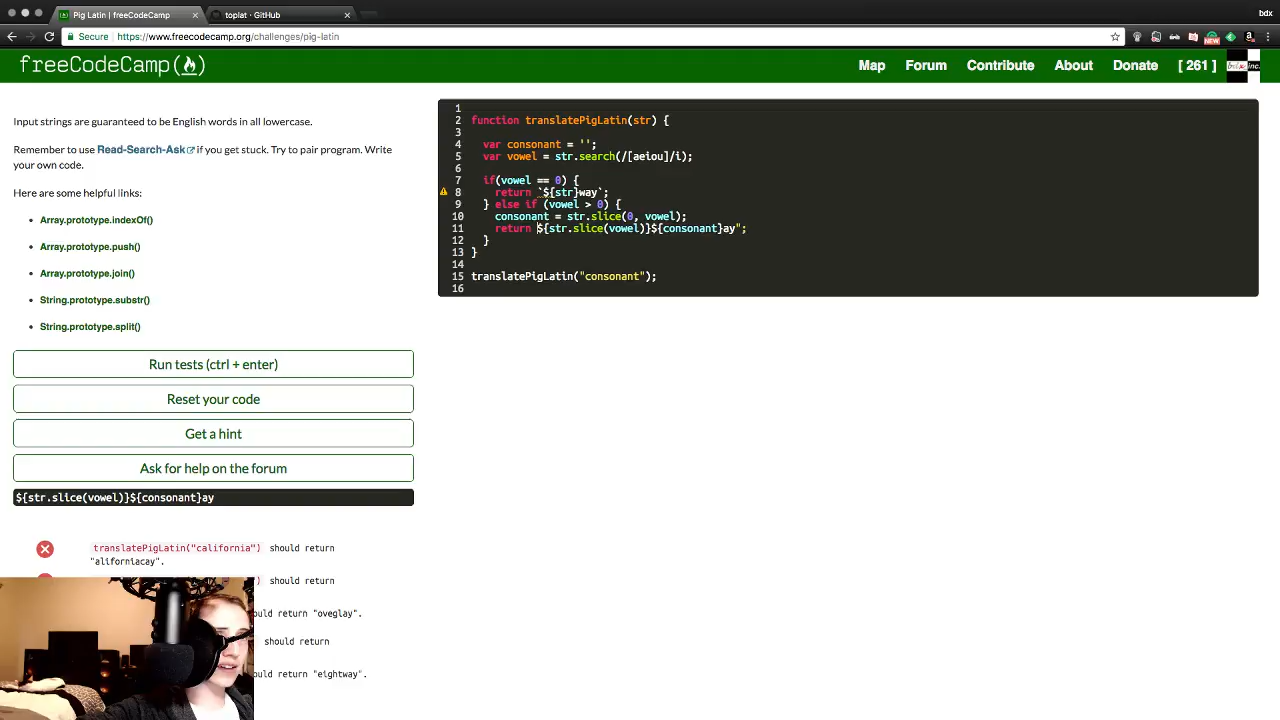 Pig Latin | freeCodeCamp
toplat · GitHub
bdx
Secure
https://www.freecodecamp.org/challenges/pig-latin
NEW
freeCodeCamp
Map
Forum
Contribute
About
Donate
[ 261 ]
inc.
Input strings are guaranteed to be English words in all lowercase.
Remember to use Read-Search-Ask if you get stuck. Try to pair program. Write
your own code.
Here are some helpful links:
Array.prototype.indexOf()
Array.prototype.push()
Array.prototype.join()
String.prototype.substr()
String.prototype.split()
Run tests (ctrl + enter)
Reset your code
Get a hint
Ask for help on the forum
${str.slice(vowel)}${consonant}ay
translatePigLatin("california") should return
"aliforniacay".
") should return
ould return "oveglay".
should return
ould return "eightway".
1
2 function translatePigLatin(str) {
3
4 var consonant = '';
5 var vowel = str.search(/[aeiou]/i);
6
7 if(vowel == 0) {
8 return `${str}way`;
9 } else if (vowel > 0) {
10 consonant = str.slice(0, vowel);
11 return ${str.slice(vowel)}${consonant}ay";
12 }
13 }
14
15 translatePigLatin("consonant");
16